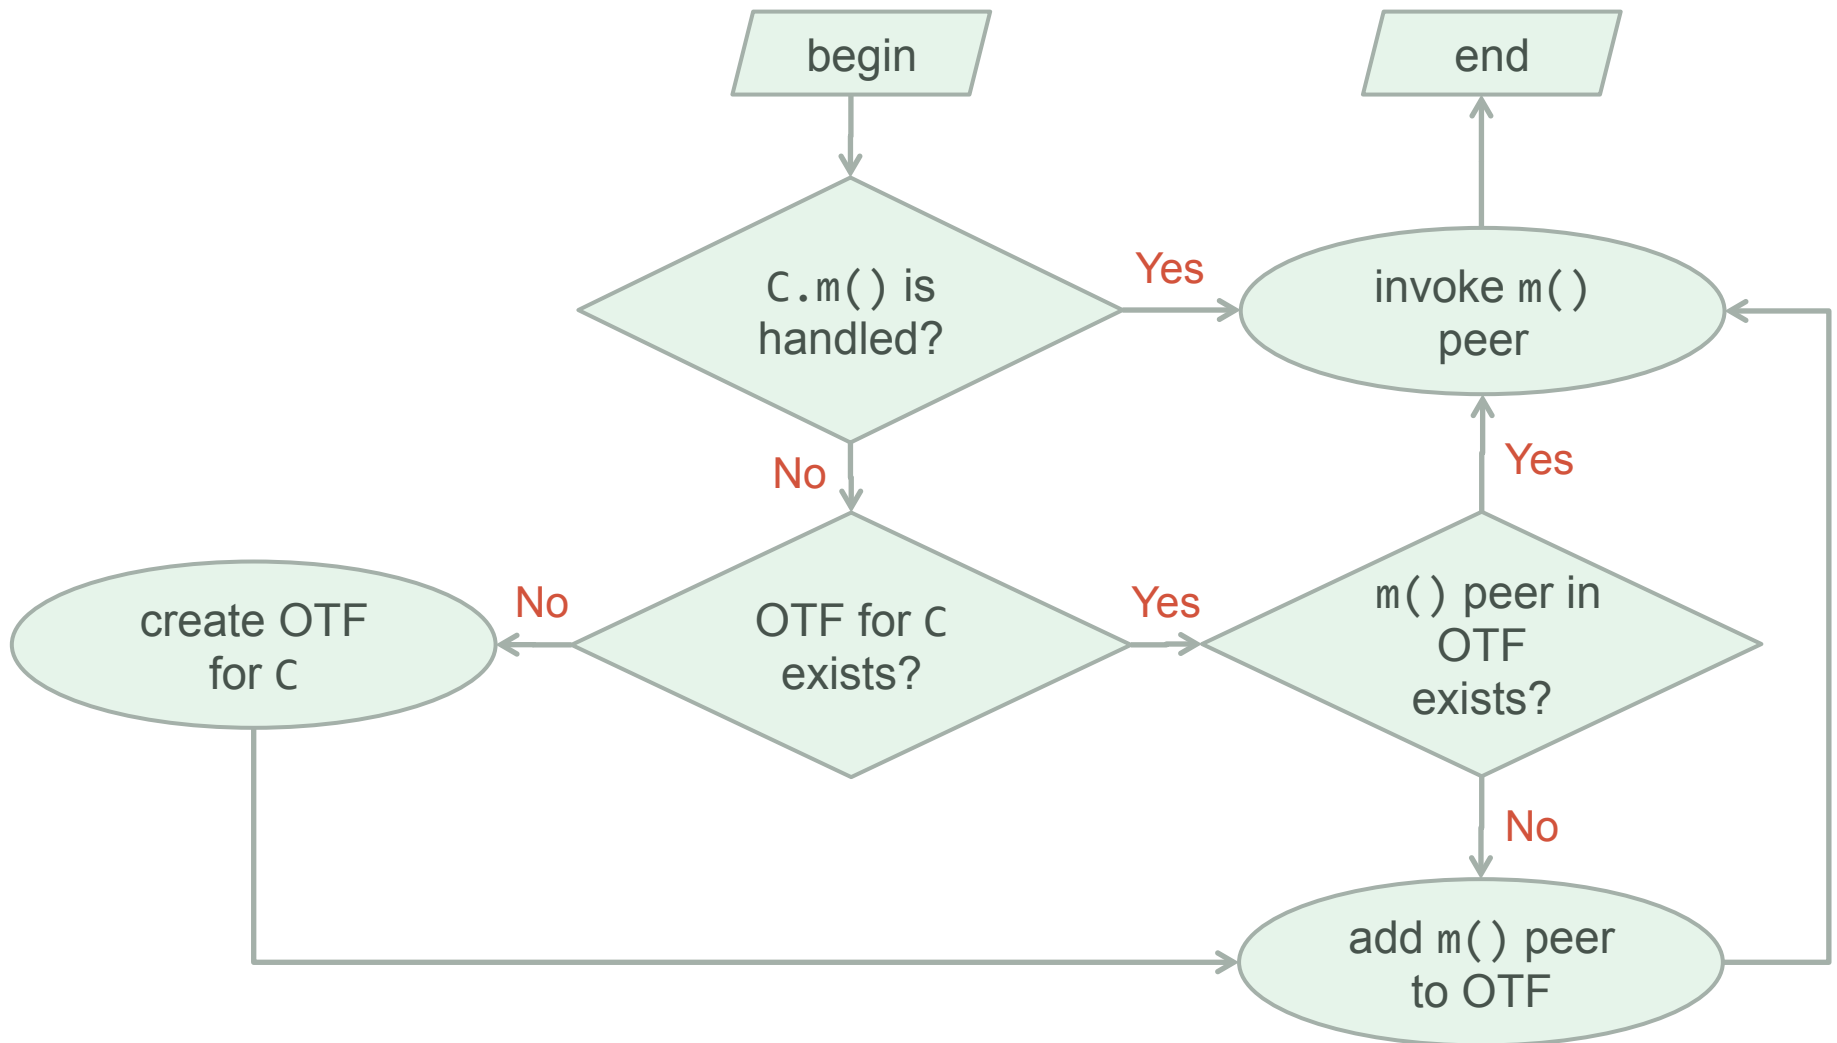 begin
end
C.m() is
handled?
Yes
invoke m()
peer
No
Yes
create OTF
for C
No
OTF for C
exists?
Yes
m() peer in
OTF
exists?
No
add m() peer
to OTF